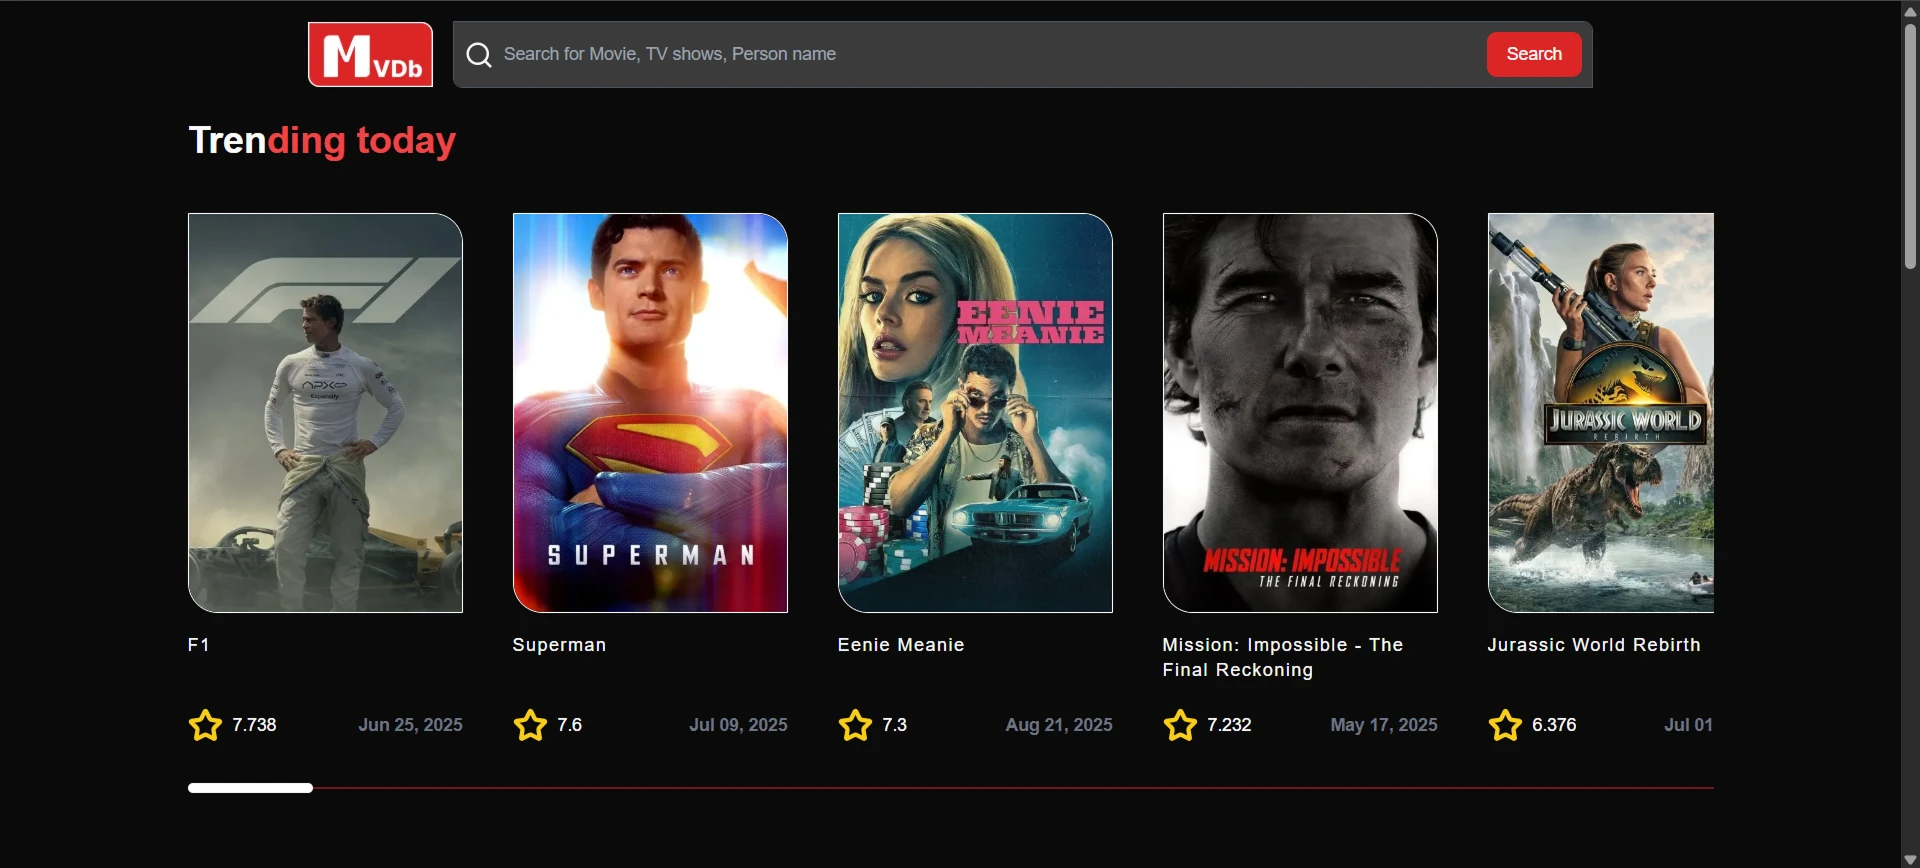 MVDb
Search for Movie, TV shows, Person name
Search
Trending today
APXGP
Expensify
EENIE
MEANIE
SUPERMAN
MISSION: IMPOSSIBLE
THE FINAL RECKONING
JURASSIC WORLD
REBIRTH
F1
Superman
Eenie Meanie
Mission: Impossible - The
Final Reckoning
Jurassic World Rebirth
7.738
Jun 25, 2025
7.6
Jul 09, 2025
7.3
Aug 21, 2025
7.232
May 17, 2025
6.376
Jul 01